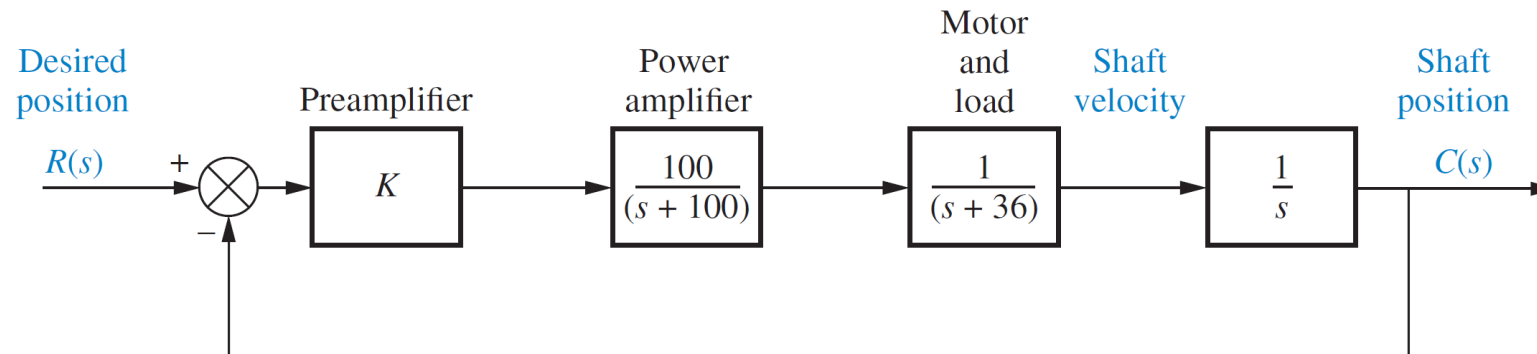 Desired
position
R(s)
+
−
Preamplifier
K
Power
amplifier
100
(s + 100)
Motor
and
load
1
(s + 36)
Shaft
velocity
1
s
Shaft
position
C(s)